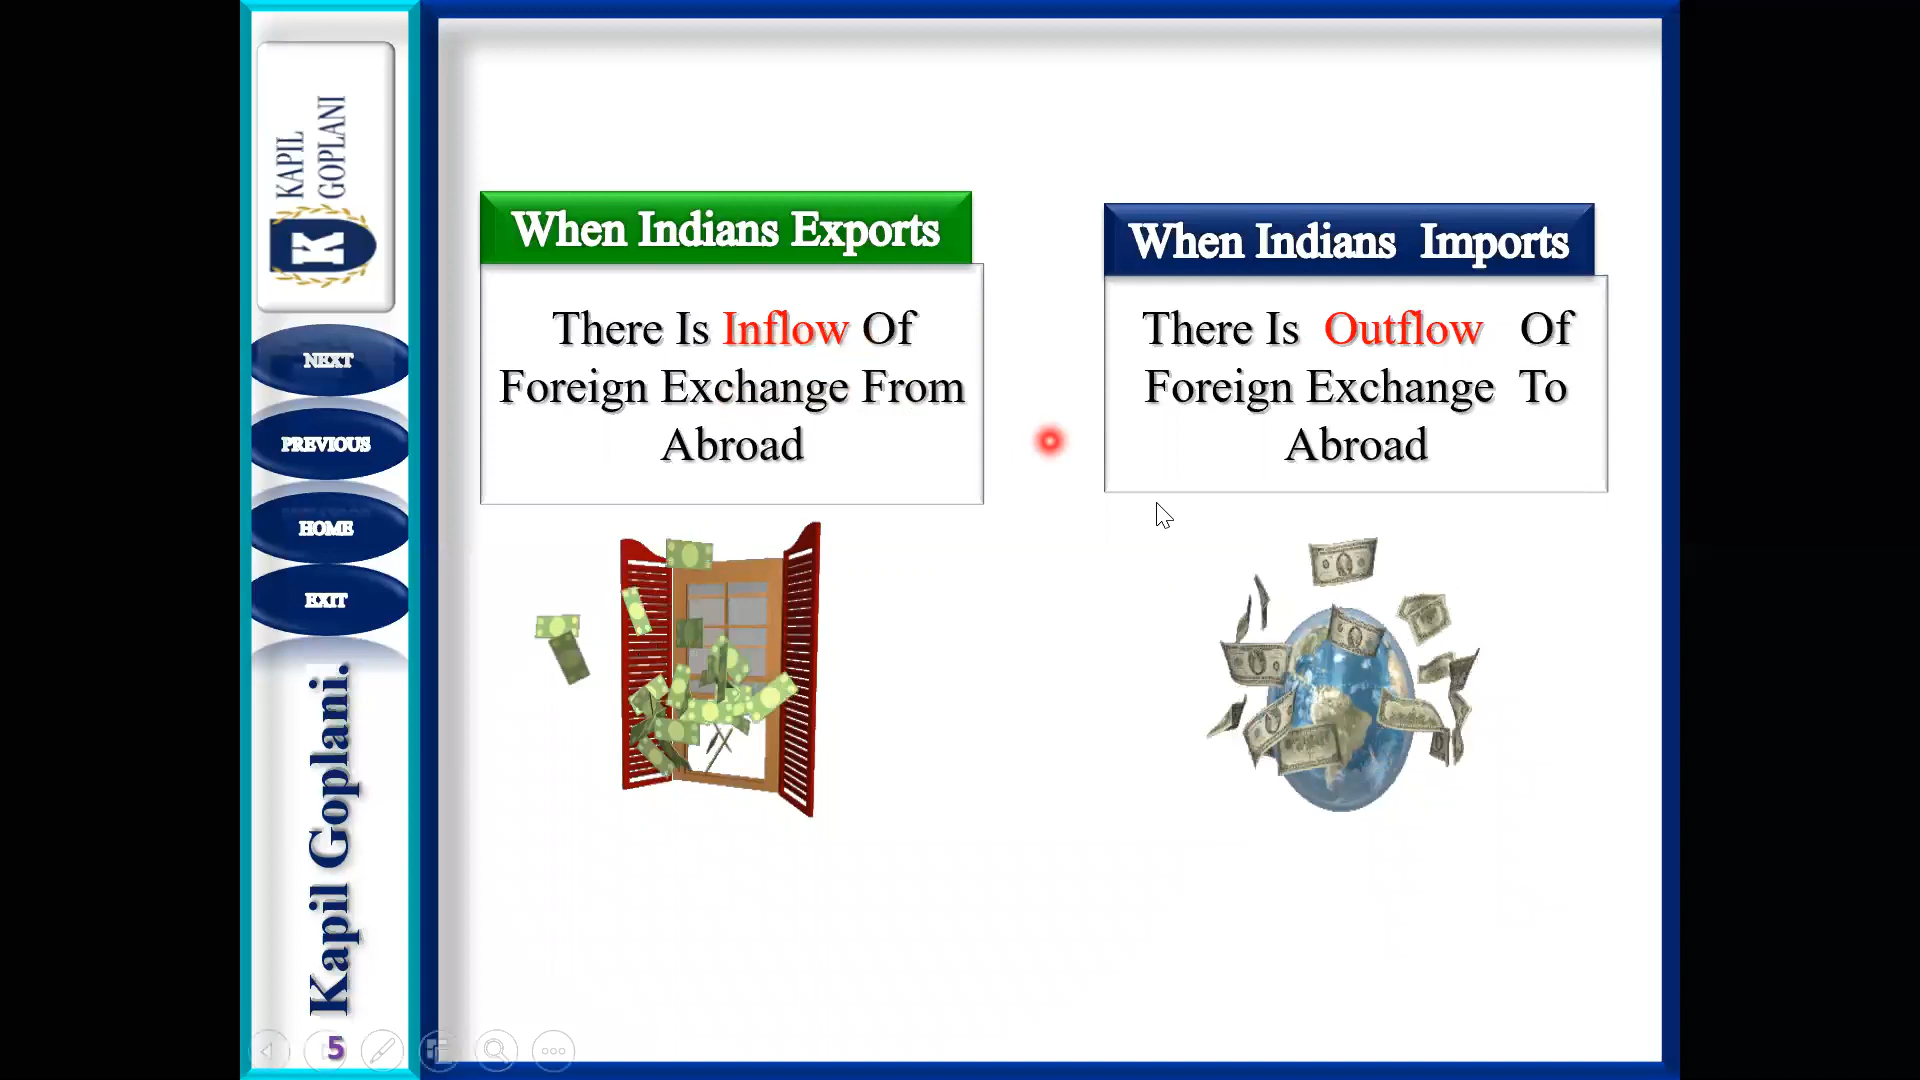 KAPIL
GOPLANI
K
NEXT
PREVIOUS
HOME
EXIT
Kapil Goplani.
5
When Indians Exports
There Is Inflow Of
Foreign Exchange From
Abroad
When Indians Imports
There Is Outflow Of
Foreign Exchange To
Abroad